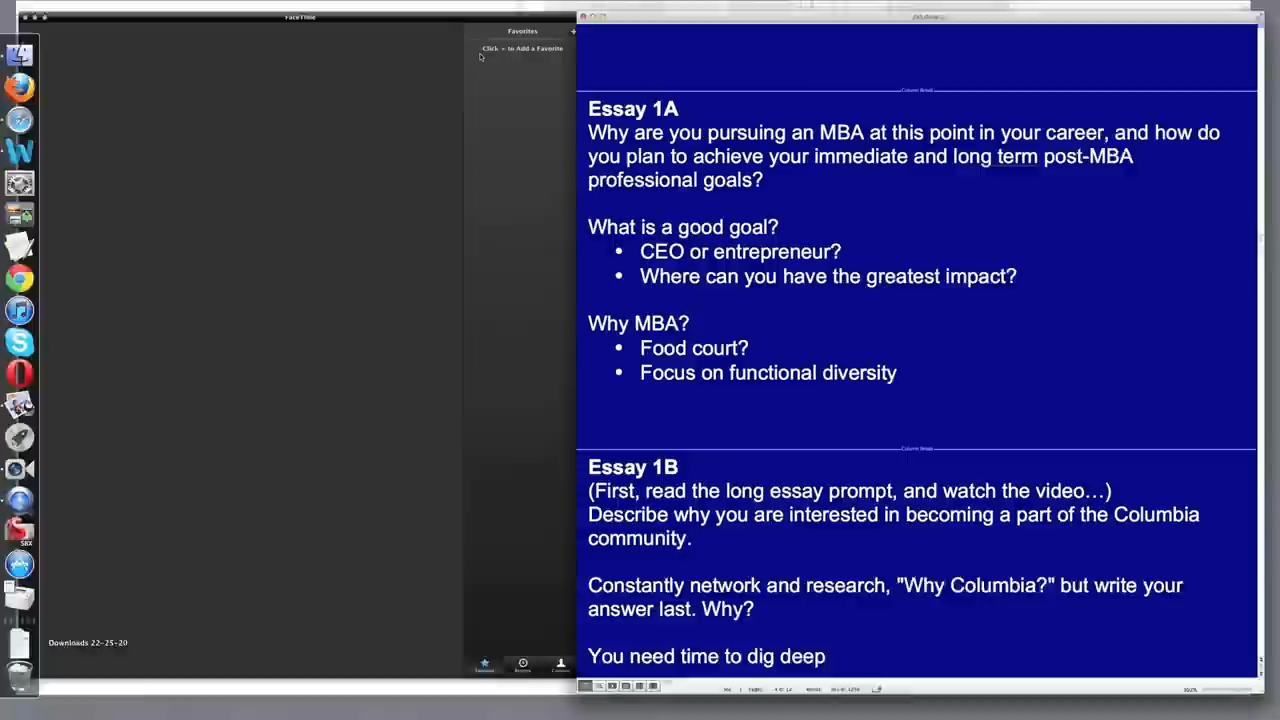 FaceTime
Favorites
Click + to Add a Favorite
Downloads 22-25-20
Column Break
Essay 1A
Why are you pursuing an MBA at this point in your career, and how do
you plan to achieve your immediate and long term post-MBA
professional goals?
What is a good goal?
• CEO or entrepreneur?
• Where can you have the greatest impact?
Why MBA?
• Food court?
• Focus on functional diversity
Column Break
Essay 1B
(First, read the long essay prompt, and watch the video…)
Describe why you are interested in becoming a part of the Columbia
community.
Constantly network and research, "Why Columbia?" but write your
answer last. Why?
You need time to dig deep